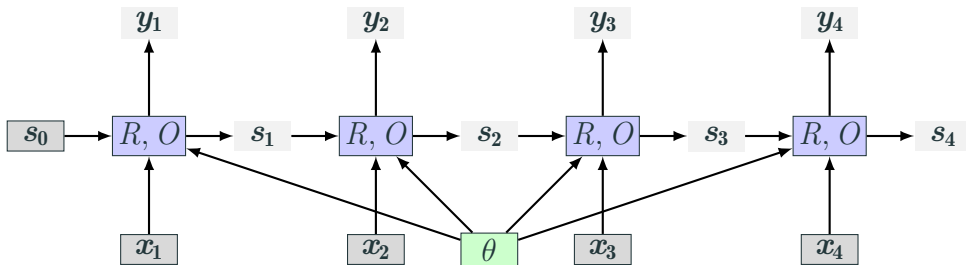 y₁ y₂ y₃ y₄
s₀ R, O s₁ R, O s₂ R, O s₃ R, O s₄
x₁ x₂ θ x₃ x₄